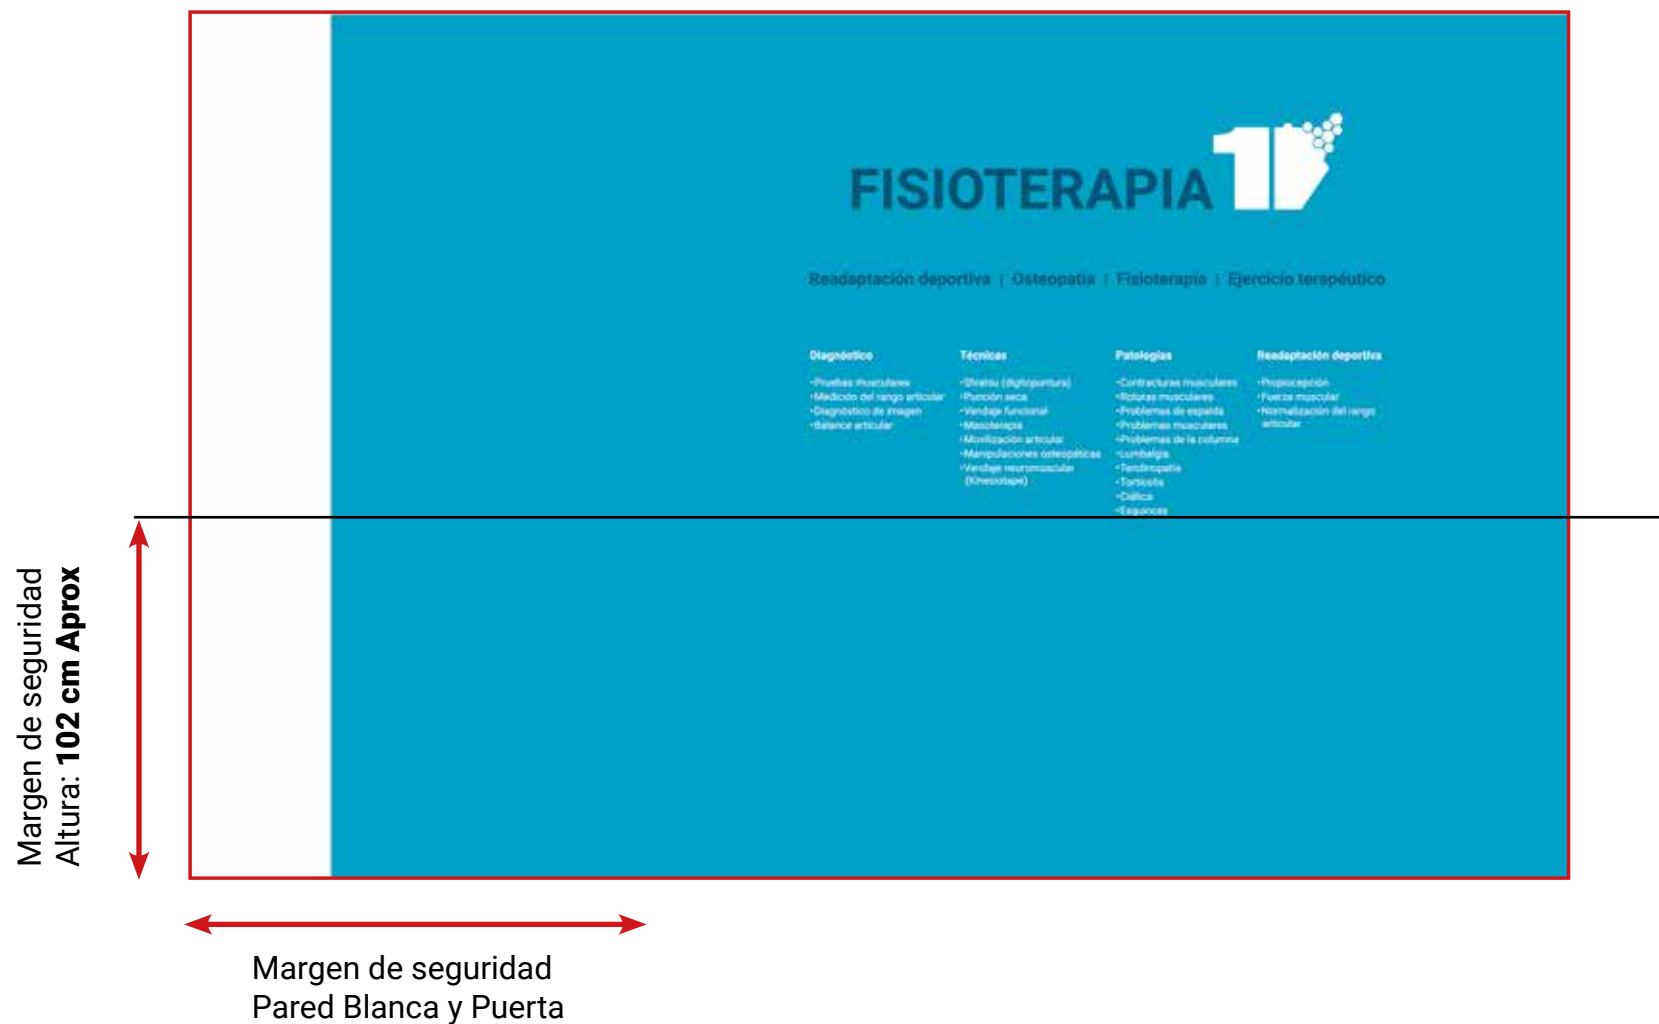 FISIOTERAPIA 1D
Readaptación deportiva | Osteopatía | Fisioterapia | Ejercicio terapéutico
Diagnóstico
•Pruebas musculares
•Medición del rango articular
•Diagnóstico de imagen
•Balance articular
Técnicas
•Shiatsu (digitopuntura)
•Punción seca
•Vendaje funcional
•Masoterapia
•Movilización articular
•Manipulaciones osteopáticas
•Vendaje neuromuscular
(Kinesiotape)
Patologías
•Contracturas musculares
•Roturas musculares
•Problemas de espalda
•Problemas musculares
•Problemas de la columna
•Lumbalgia
•Tendinopatía
•Tortícolis
•Ciática
•Esguinces
Readaptación deportiva
•Propiocepción
•Fuerza muscular
•Normalización del rango
articular
Margen de seguridad
Altura: 102 cm Aprox
Margen de seguridad
Pared Blanca y Puerta